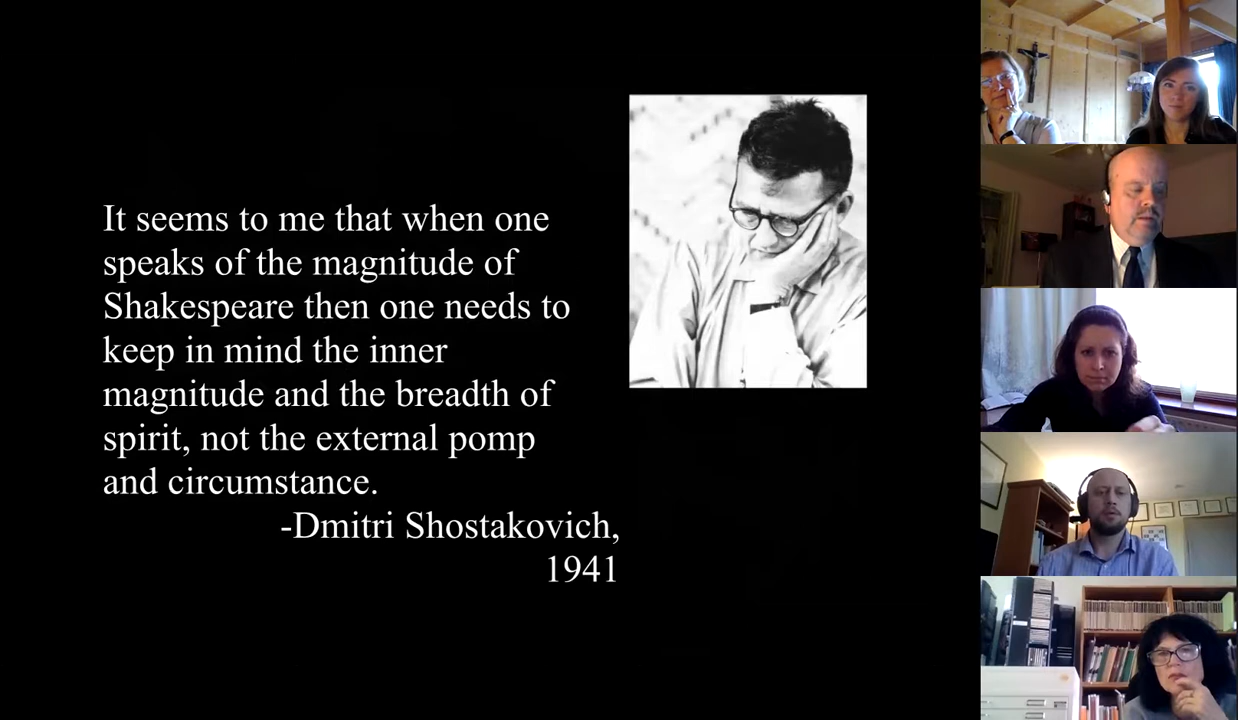 It seems to me that when one
speaks of the magnitude of
Shakespeare then one needs to
keep in mind the inner
magnitude and the breadth of
spirit, not the external pomp
and circumstance.
-Dmitri Shostakovich,
1941